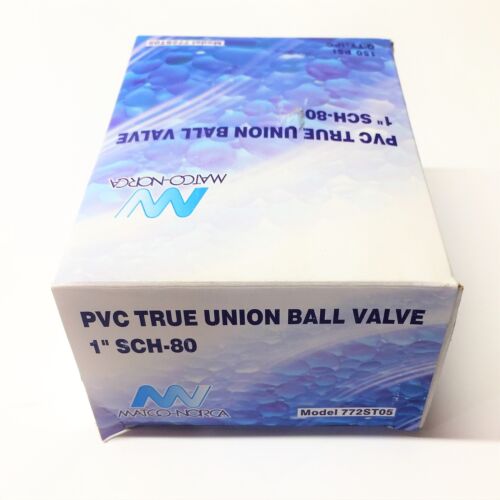 Model 772ST05
150 PSI
QTY:1PC
PVC TRUE UNION BALL VALVE
1" SCH-80
MATCO-NORCA
PVC TRUE UNION BALL VALVE
1" SCH-80
MATCO-NORCA
Model 772ST05